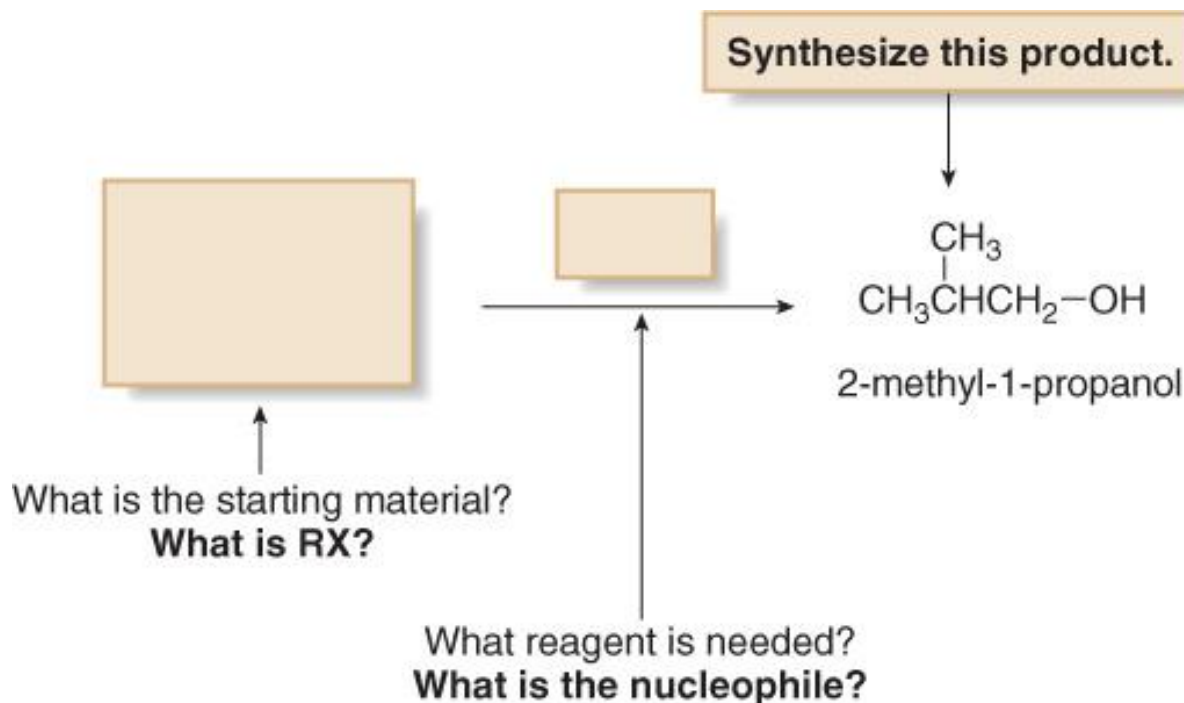 Synthesize this product.
CH₃
CH₃CHCH₂–OH
2-methyl-1-propanol
What is the starting material?
What is RX?
What reagent is needed?
What is the nucleophile?